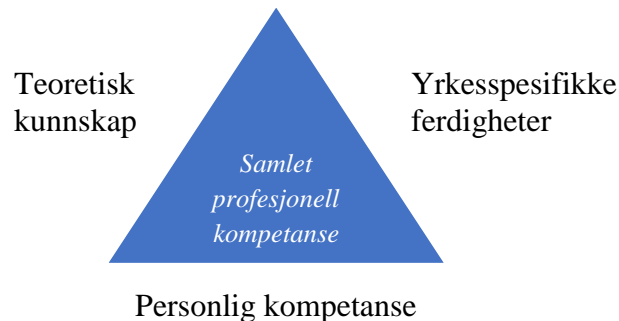 Teoretisk
kunnskap
Yrkesspesifikke
ferdigheter
Samlet
profesjonell
kompetanse
Personlig kompetanse